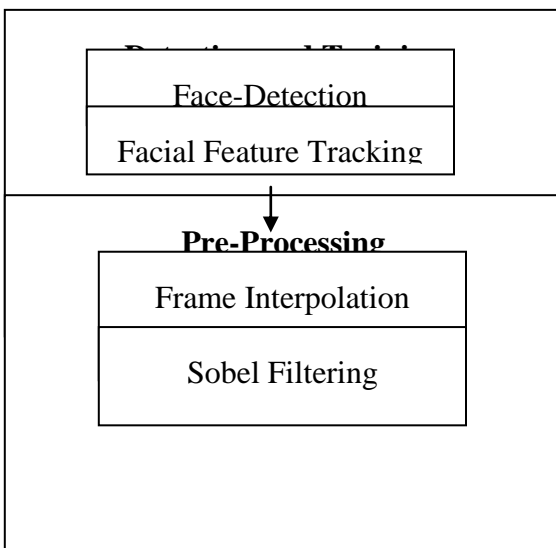 Face-Detection
Facial Feature Tracking
Pre-Processing
Frame Interpolation
Sobel Filtering